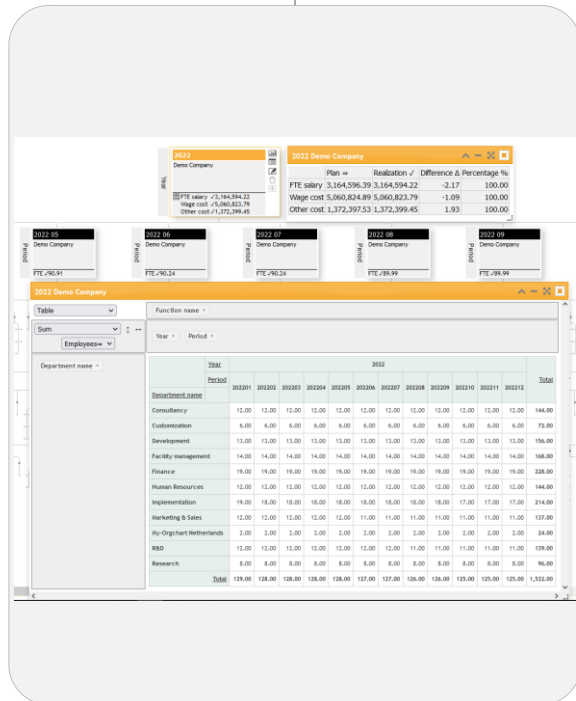 2022
Demo Company
Year
FTE salary ✓3,164,594.22
Wage cost ✓5,060,823.79
Other cost ✓1,372,399.45
2022 Demo Company
Plan ⇒ Realization ✓ Difference Δ Percentage %
FTE salary 3,164,596.39 3,164,594.22 -2.17 100.00
Wage cost 5,060,824.89 5,060,823.79 -1.09 100.00
Other cost 1,372,397.53 1,372,399.45 1.93 100.00
Period 2022 05 Demo Company FTE ✓90.91
Period 2022 06 Demo Company FTE ✓90.24
Period 2022 07 Demo Company FTE ✓90.24
Period 2022 08 Demo Company FTE ✓89.99
Period 2022 09 Demo Company FTE ✓89.99
2022 Demo Company
Table Function name
Sum
Employees∞
Year Period
Department name
Year 2022
Period 202201 202202 202203 202204 202205 202206 202207 202208 202209 202210 202211 202212 Total
Department name
Consultancy 12.00 12.00 12.00 12.00 12.00 12.00 12.00 12.00 12.00 12.00 12.00 12.00 144.00
Customization 6.00 6.00 6.00 6.00 6.00 6.00 6.00 6.00 6.00 6.00 6.00 6.00 72.00
Development 13.00 13.00 13.00 13.00 13.00 13.00 13.00 13.00 13.00 13.00 13.00 13.00 156.00
Facility management 14.00 14.00 14.00 14.00 14.00 14.00 14.00 14.00 14.00 14.00 14.00 14.00 168.00
Finance 19.00 19.00 19.00 19.00 19.00 19.00 19.00 19.00 19.00 19.00 19.00 19.00 228.00
Human Resources 12.00 12.00 12.00 12.00 12.00 12.00 12.00 12.00 12.00 12.00 12.00 12.00 144.00
Implementation 19.00 18.00 18.00 18.00 18.00 18.00 18.00 18.00 18.00 17.00 17.00 17.00 214.00
Marketing & Sales 12.00 12.00 12.00 12.00 12.00 11.00 11.00 11.00 11.00 11.00 11.00 11.00 137.00
My-Orgchart Netherlands 2.00 2.00 2.00 2.00 2.00 2.00 2.00 2.00 2.00 2.00 2.00 2.00 24.00
R&D 12.00 12.00 12.00 12.00 12.00 12.00 12.00 11.00 11.00 11.00 11.00 11.00 139.00
Research 8.00 8.00 8.00 8.00 8.00 8.00 8.00 8.00 8.00 8.00 8.00 8.00 96.00
Total 129.00 128.00 128.00 128.00 128.00 127.00 127.00 126.00 126.00 125.00 125.00 125.00 1,522.00